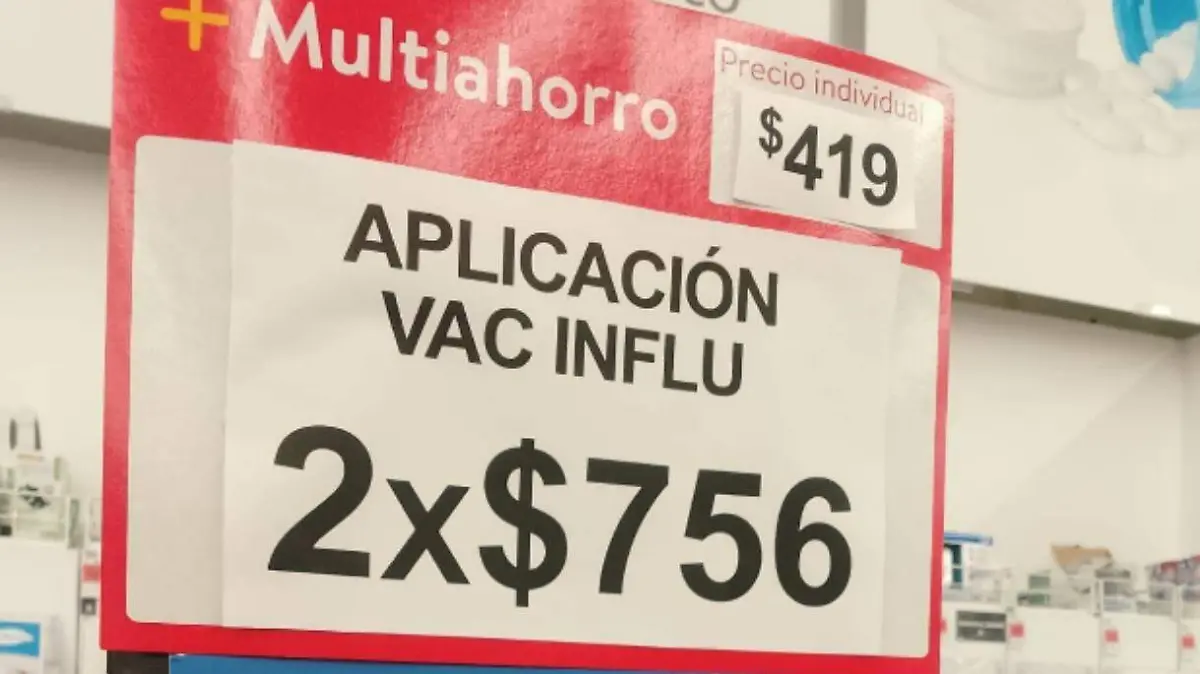 + Multiahorro
Precio individual
$419
APLICACIÓN
VAC INFLU
2x$756